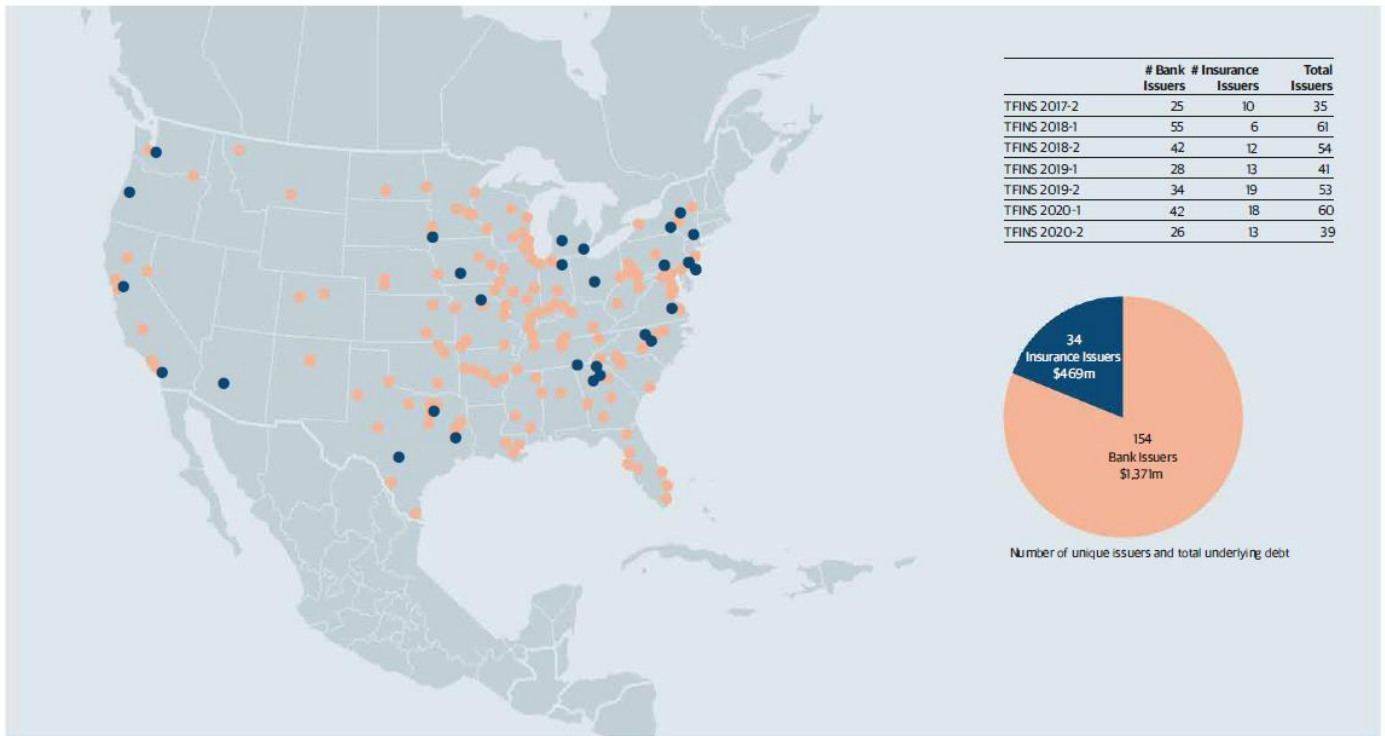 # Bank # Insurance Total
Issuers Issuers Issuers
TFINS 2017-2 25 10 35
TFINS 2018-1 55 6 61
TFINS 2018-2 42 12 54
TFINS 2019-1 28 13 41
TFINS 2019-2 34 19 53
TFINS 2020-1 42 18 60
TFINS 2020-2 26 13 39
34
Insurance Issuers
$469m
154
Bank Issuers
$1,371m
Number of unique issuers and total underlying debt